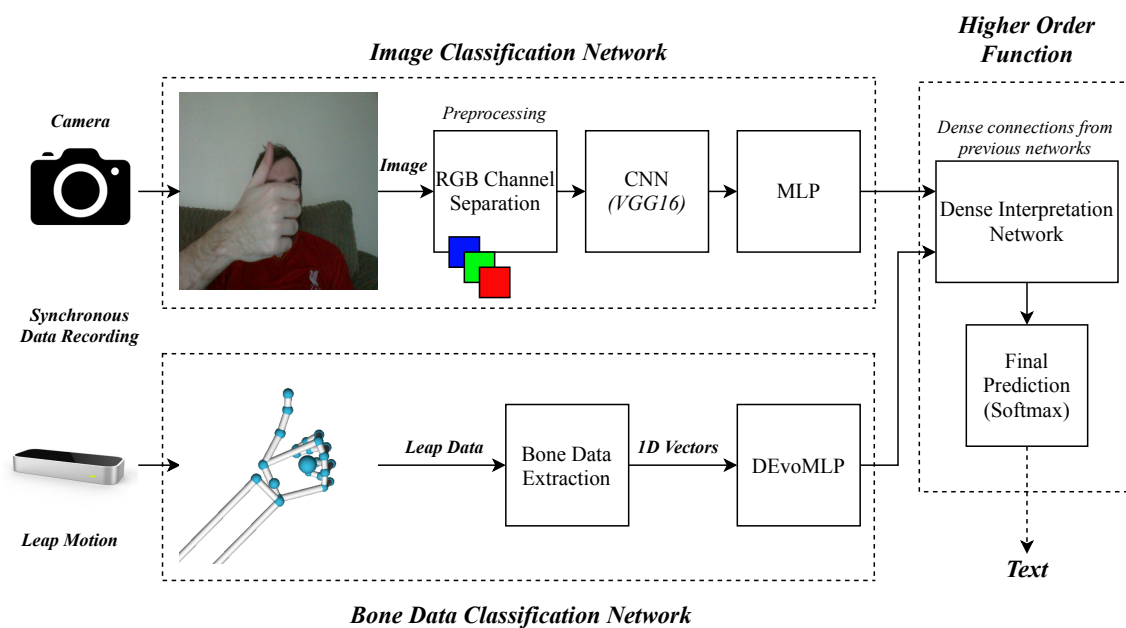 Higher Order
Function
Image Classification Network
Camera
Preprocessing
Image
RGB Channel
Separation
CNN
(VGG16)
MLP
Dense connections from
previous networks
Dense Interpretation
Network
Synchronous
Data Recording
Final
Prediction
(Softmax)
Leap Data
Bone Data
Extraction
1D Vectors
DEvoMLP
Leap Motion
Text
Bone Data Classification Network